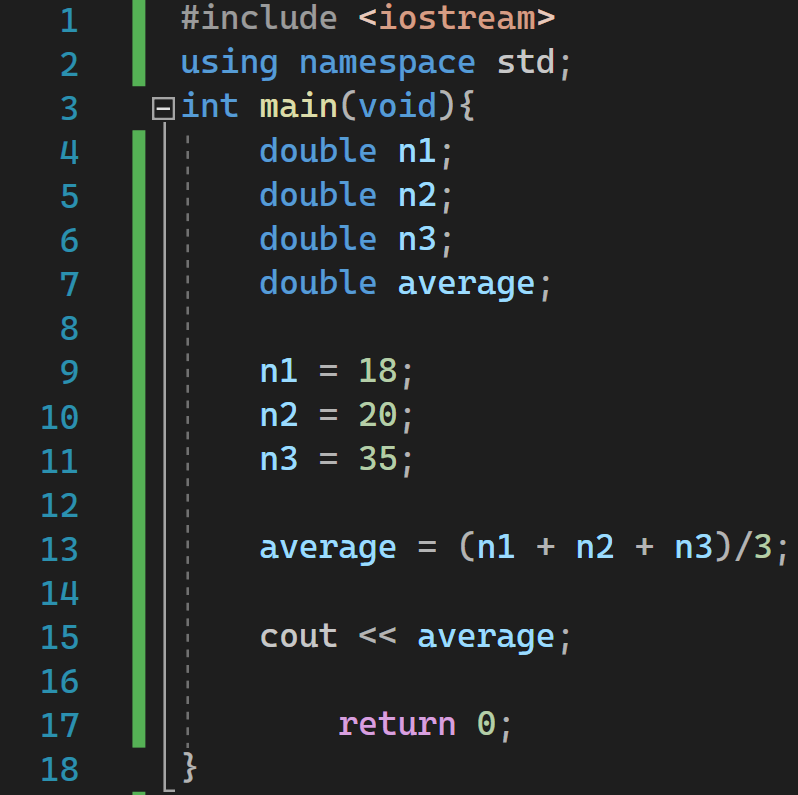 1 #include <iostream>
2 using namespace std;
3 int main(void){
4 double n1;
5 double n2;
6 double n3;
7 double average;
8
9 n1 = 18;
10 n2 = 20;
11 n3 = 35;
12
13 average = (n1 + n2 + n3)/3;
14
15 cout << average;
16
17 return 0;
18 }